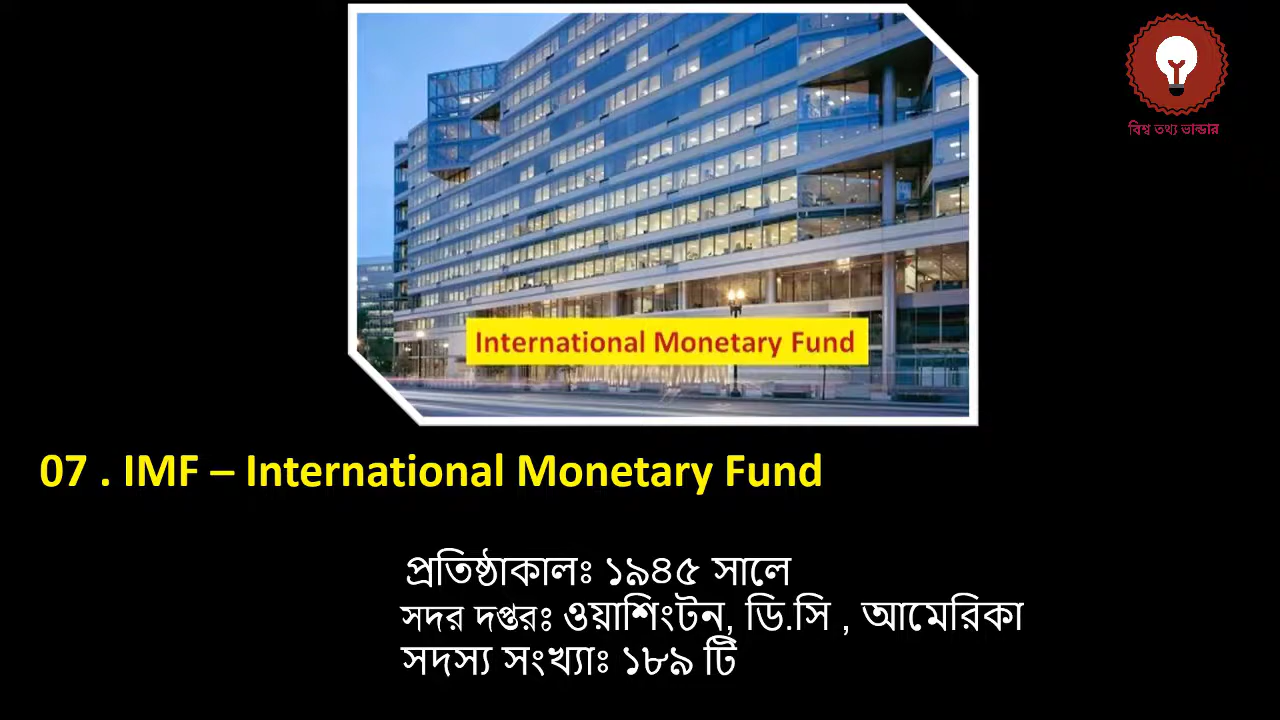 বিশ্ব তথ্য ভান্ডার
International Monetary Fund
07 . IMF – International Monetary Fund
প্রতিষ্ঠাকালঃ ১৯৪৫ সালে
সদর দপ্তরঃ ওয়াশিংটন, ডি.সি , আমেরিকা
সদস্য সংখ্যাঃ ১৮৯ টি